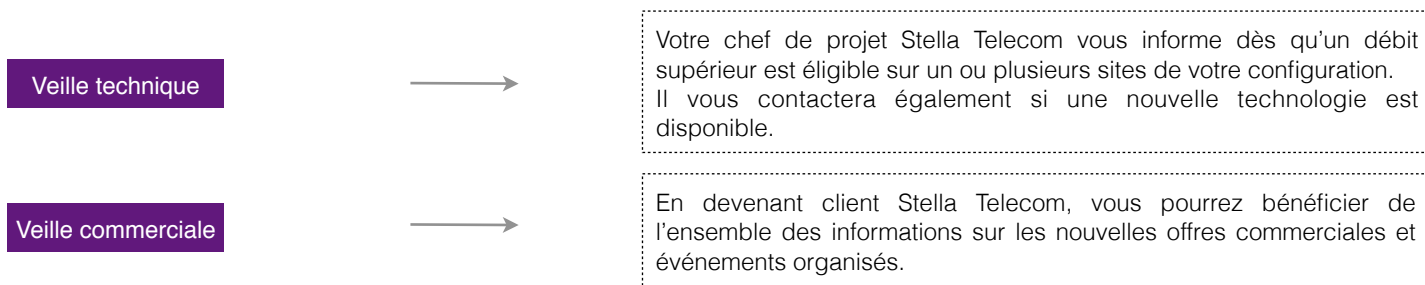 Veille technique
Votre chef de projet Stella Telecom vous informe dès qu'un débit
supérieur est éligible sur un ou plusieurs sites de votre configuration.
Il vous contactera également si une nouvelle technologie est
disponible.
Veille commerciale
En devenant client Stella Telecom, vous pourrez bénéficier de
l'ensemble des informations sur les nouvelles offres commerciales et
événements organisés.